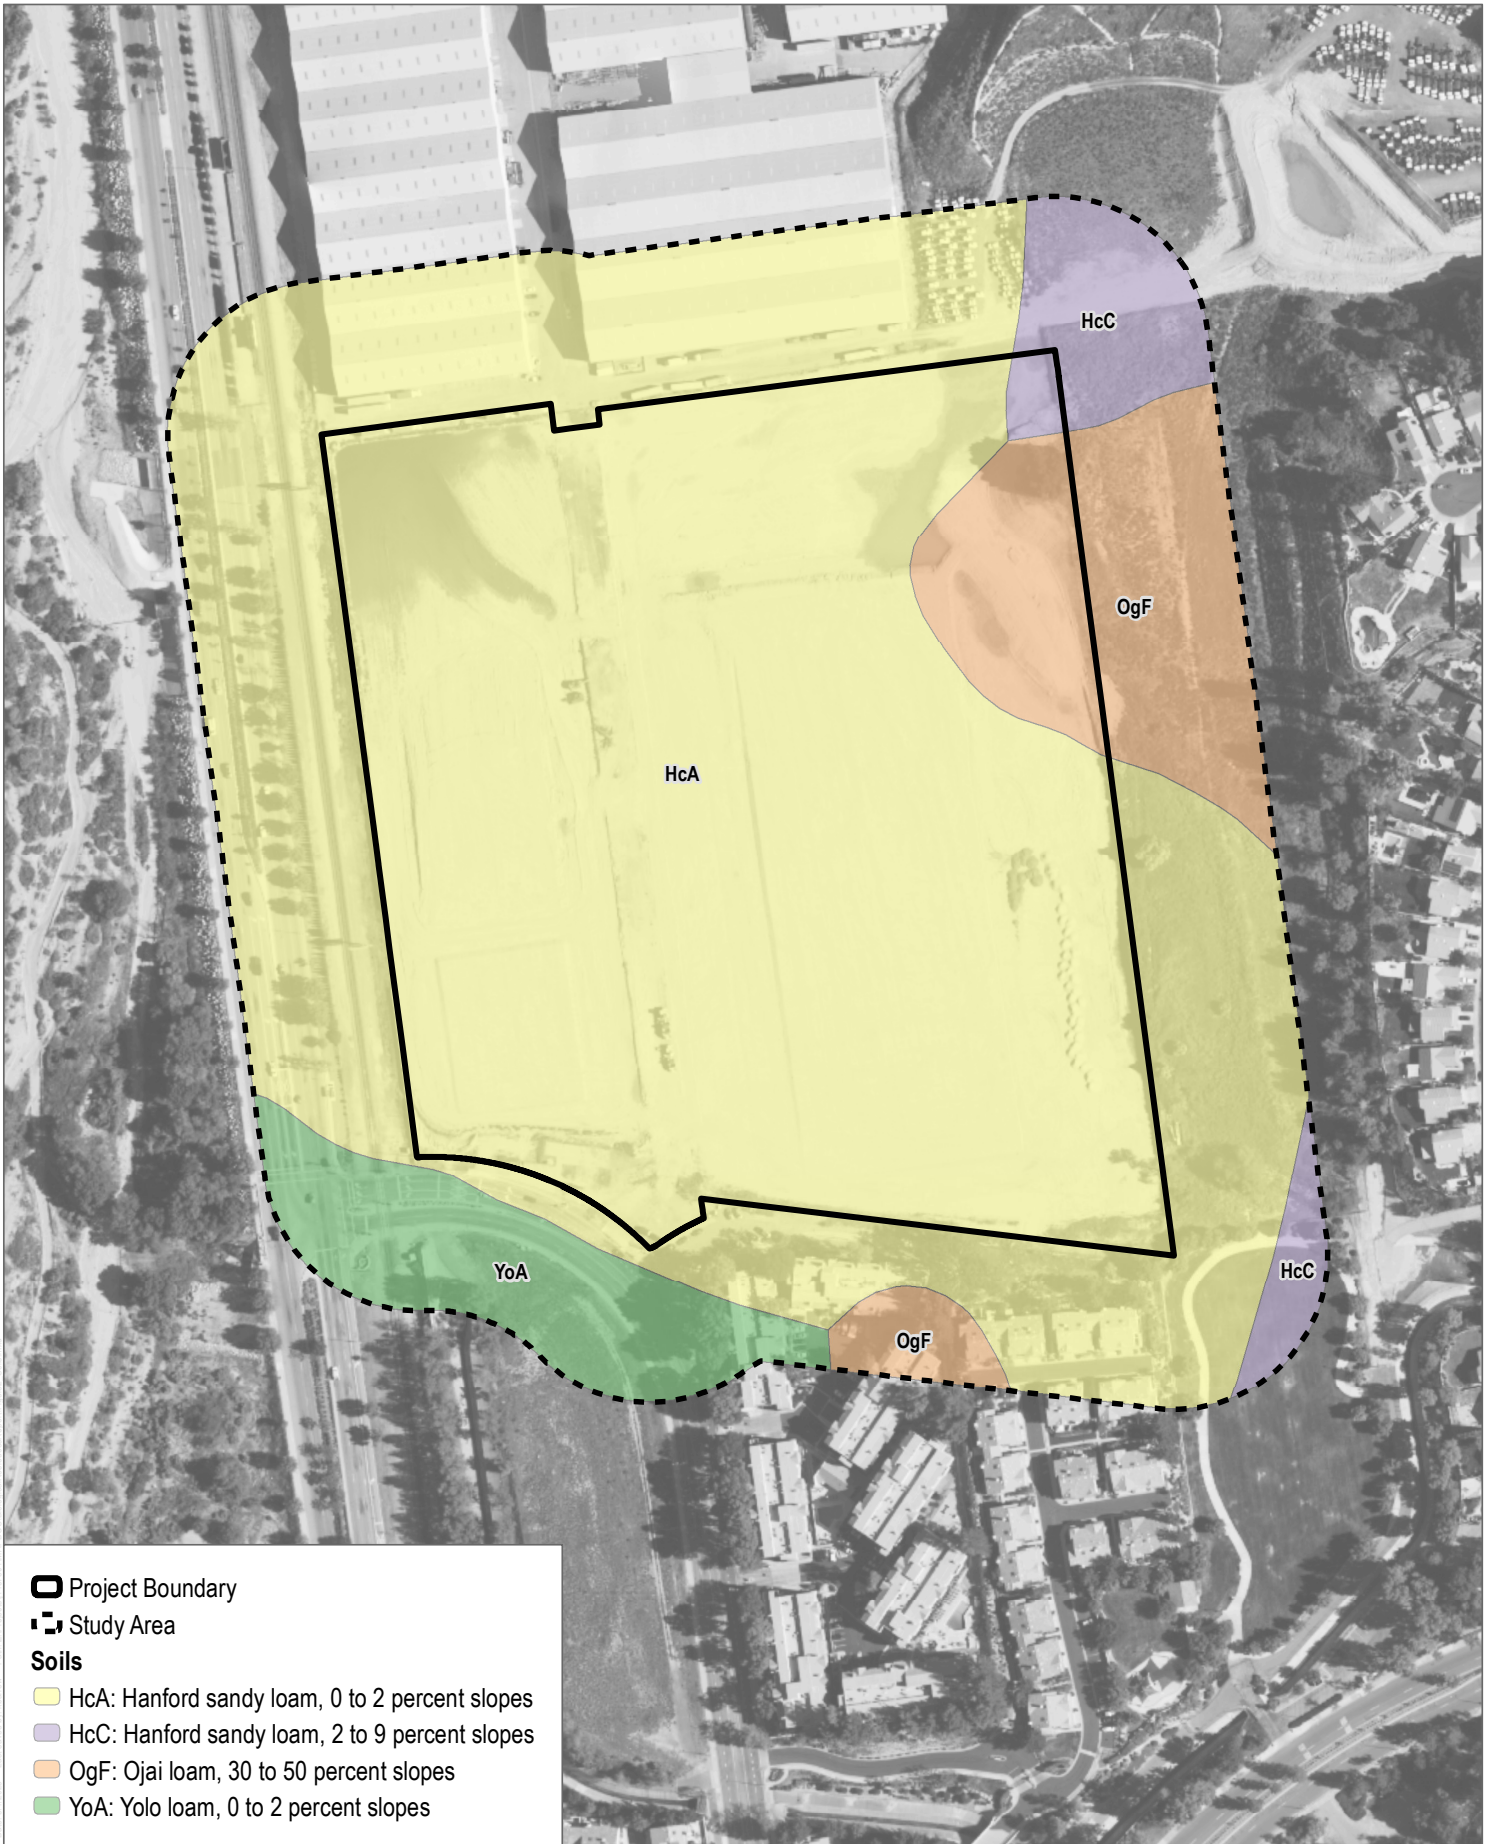 HcC
OgF
HcA
YoA
HcC
OgF
Project Boundary
Study Area
Soils
HcA: Hanford sandy loam, 0 to 2 percent slopes
HcC: Hanford sandy loam, 2 to 9 percent slopes
OgF: Ojai loam, 30 to 50 percent slopes
YoA: Yolo loam, 0 to 2 percent slopes